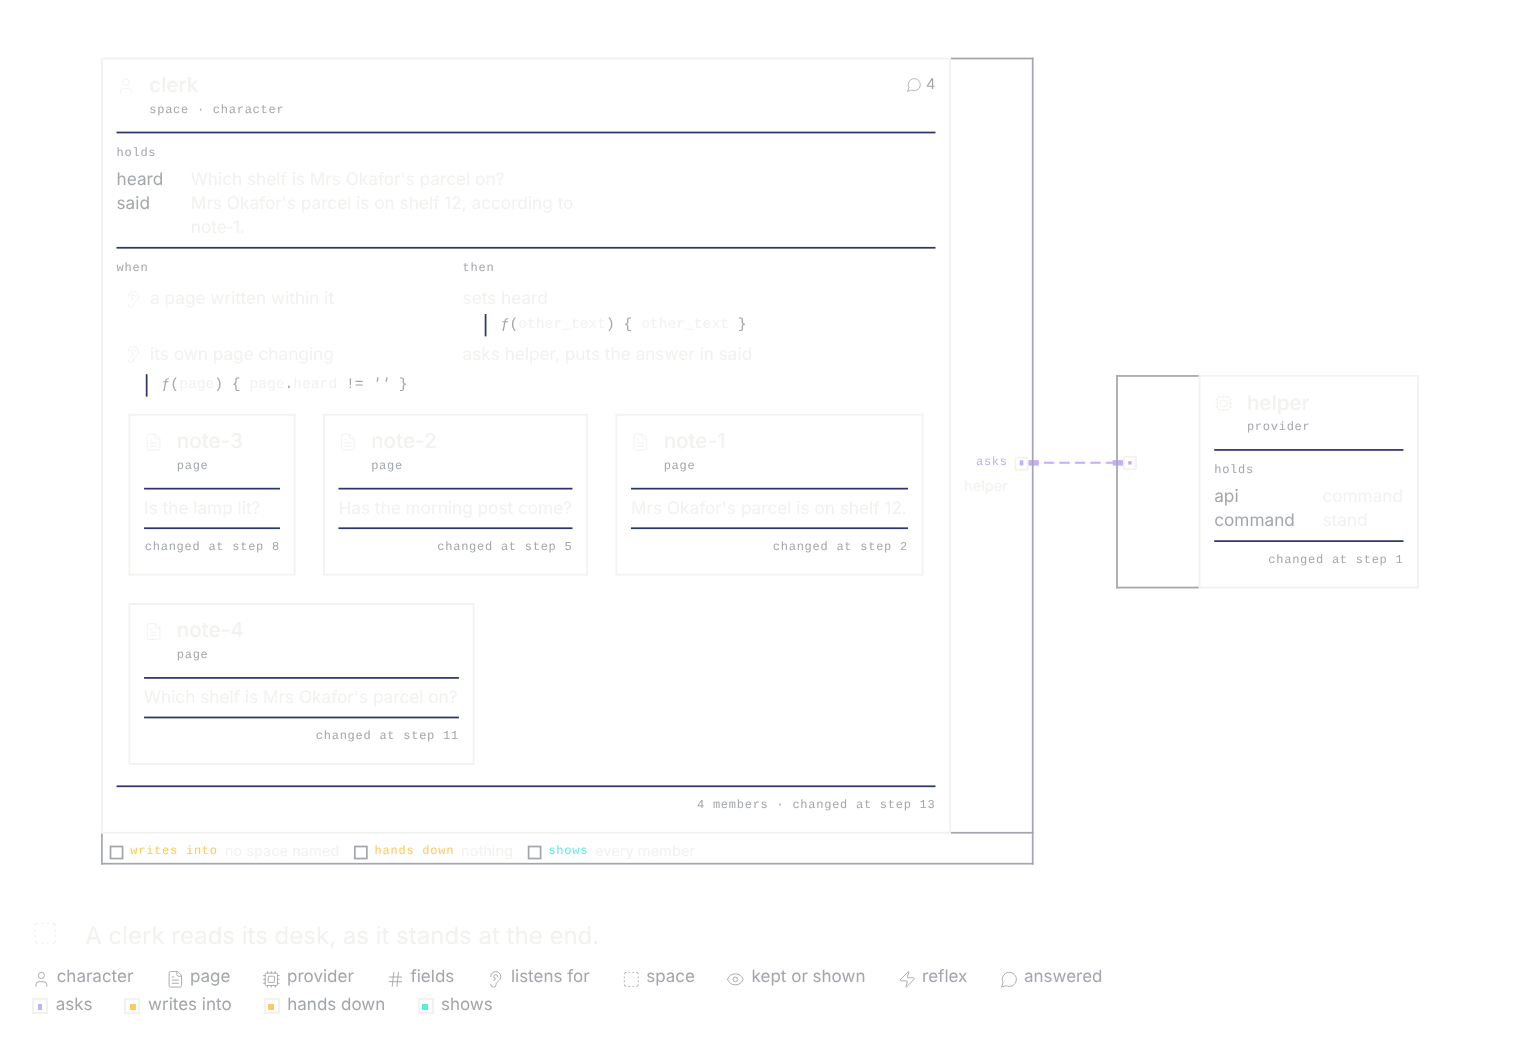 clerk
4
space · character
holds
heard Which shelf is Mrs Okafor's parcel on?
said Mrs Okafor's parcel is on shelf 12, according to
note-1.
when then
a page written within it sets heard
ƒ(other_text) { other_text }
its own page changing asks helper, puts the answer in said
ƒ(page) { page.heard != '' }
note-3
page
Is the lamp lit?
changed at step 8
note-2
page
Has the morning post come?
changed at step 5
note-1
page
Mrs Okafor's parcel is on shelf 12.
changed at step 2
note-4
page
Which shelf is Mrs Okafor's parcel on?
changed at step 11
4 members · changed at step 13
writes into no space named hands down nothing shows every member
asks
helper
helper
provider
holds
api command
command stand
changed at step 1
A clerk reads its desk, as it stands at the end.
character page provider fields listens for space kept or shown reflex answered
asks writes into hands down shows